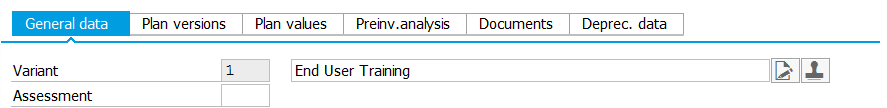 General data Plan versions Plan values Preinv.analysis Documents Deprec. data
Variant 1 End User Training
Assessment